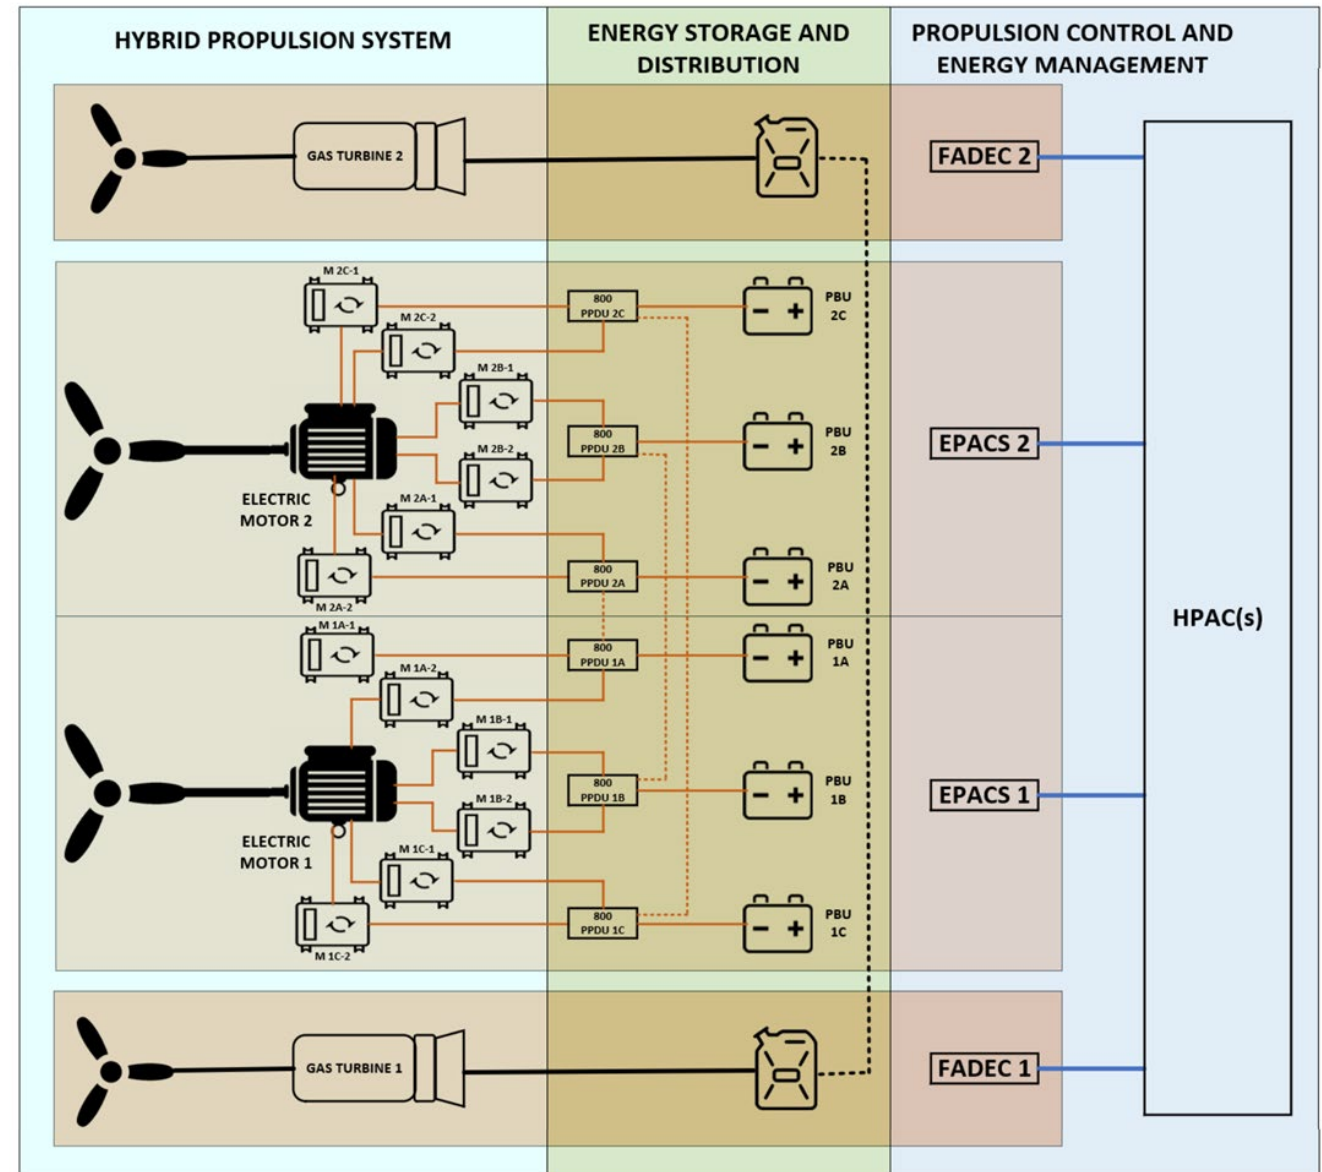 HYBRID PROPULSION SYSTEM
ENERGY STORAGE AND
DISTRIBUTION
PROPULSION CONTROL AND
ENERGY MANAGEMENT
GAS TURBINE 2
FADEC 2
M 2C-1
800
PPDU 2C
PBU
2C
M 2C-2
M 2B-1
800
PPDU 2B
PBU
2B
EPACS 2
M 2B-2
ELECTRIC
MOTOR 2
M 2A-1
800
PPDU 2A
PBU
2A
M 2A-2
HPAC(s)
M 1A-1
800
PPDU 1A
PBU
1A
M 1A-2
M 1B-1
800
PPDU 1B
PBU
1B
EPACS 1
M 1B-2
ELECTRIC
MOTOR 1
M 1C-1
800
PPDU 1C
PBU
1C
M 1C-2
GAS TURBINE 1
FADEC 1